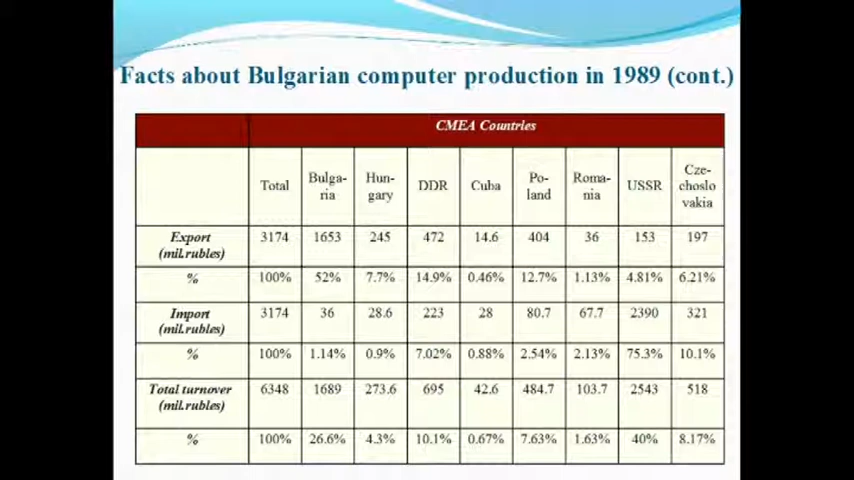 Facts about Bulgarian computer production in 1989 (cont.)
CMEA Countries
Total Bulga- Hun- DDR Cuba Po- Roma- USSR Cze-
ria gary land nia choslo
vakia
Export 3174 1653 245 472 14.6 404 36 153 197
(mil.rubles)
% 100% 52% 7.7% 14.9% 0.46% 12.7% 1.13% 4.81% 6.21%
Import 3174 36 28.6 223 28 80.7 67.7 2390 321
(mil.rubles)
% 100% 1.14% 0.9% 7.02% 0.88% 2.54% 2.13% 75.3% 10.1%
Total turnover 6348 1689 273.6 695 42.6 484.7 103.7 2543 518
(mil.rubles)
% 100% 26.6% 4.3% 10.1% 0.67% 7.63% 1.63% 40% 8.17%